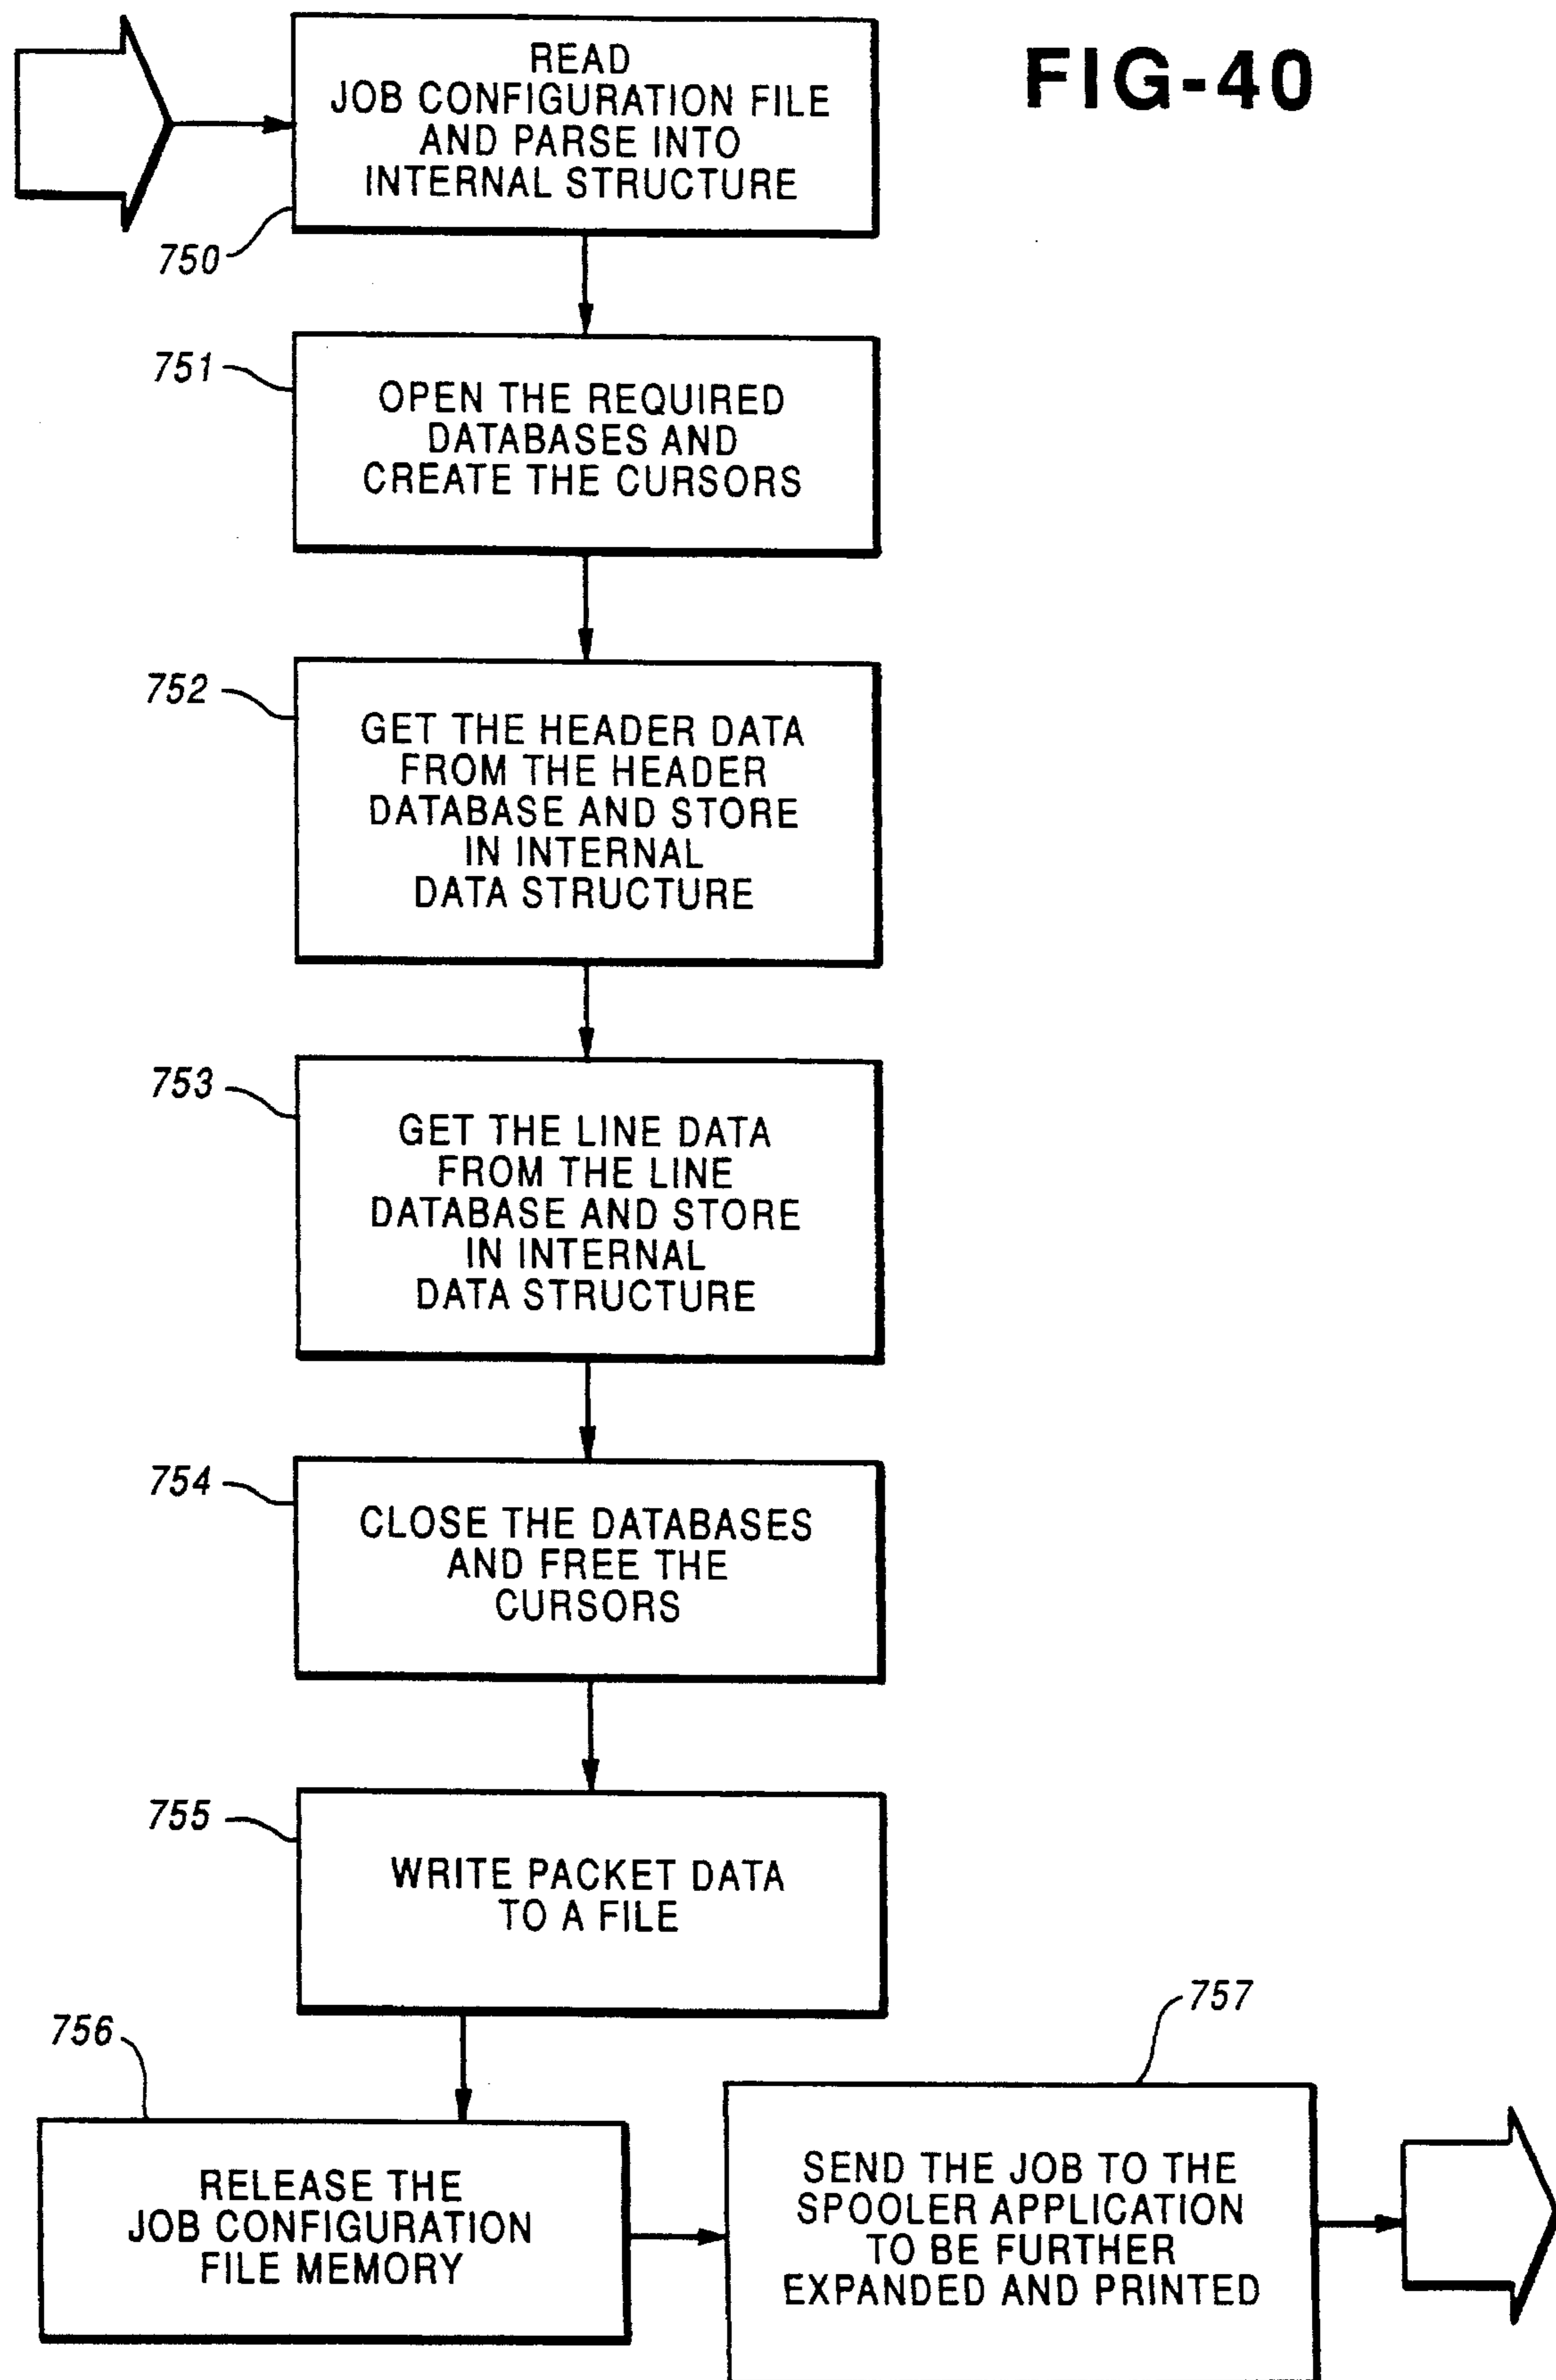 FIG-40
READ
JOB CONFIGURATION FILE
AND PARSE INTO
INTERNAL STRUCTURE
750
751
OPEN THE REQUIRED
DATABASES AND
CREATE THE CURSORS
752
GET THE HEADER DATA
FROM THE HEADER
DATABASE AND STORE
IN INTERNAL
DATA STRUCTURE
753
GET THE LINE DATA
FROM THE LINE
DATABASE AND STORE
IN INTERNAL
DATA STRUCTURE
754
CLOSE THE DATABASES
AND FREE THE
CURSORS
755
WRITE PACKET DATA
TO A FILE
756
RELEASE THE
JOB CONFIGURATION
FILE MEMORY
757
SEND THE JOB TO THE
SPOOLER APPLICATION
TO BE FURTHER
EXPANDED AND PRINTED